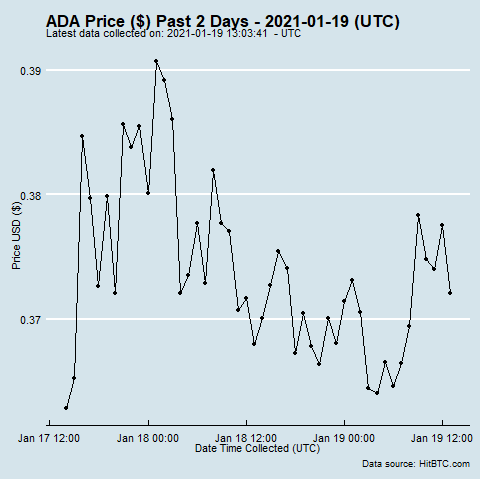 ADA Price ($) Past 2 Days - 2021-01-19 (UTC)
Latest data collected on: 2021-01-19 13:03:41 - UTC
0.39
0.38
0.37
Price USD ($)
Jan 17 12:00 Jan 18 00:00 Jan 18 12:00 Jan 19 00:00 Jan 19 12:00
Date Time Collected (UTC)
Data source: HitBTC.com